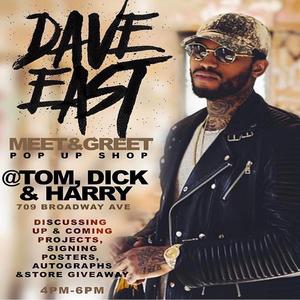 DAVE
EAST
MEET&GREET
POP UP SHOP
@TOM, DICK
& HARRY
709 BROADWAY AVE
DISCUSSING
UP & COMING
PROJECTS,
SIGNING
POSTERS,
AUTOGRAPHS
&STORE GIVEAWAY
4PM-6PM